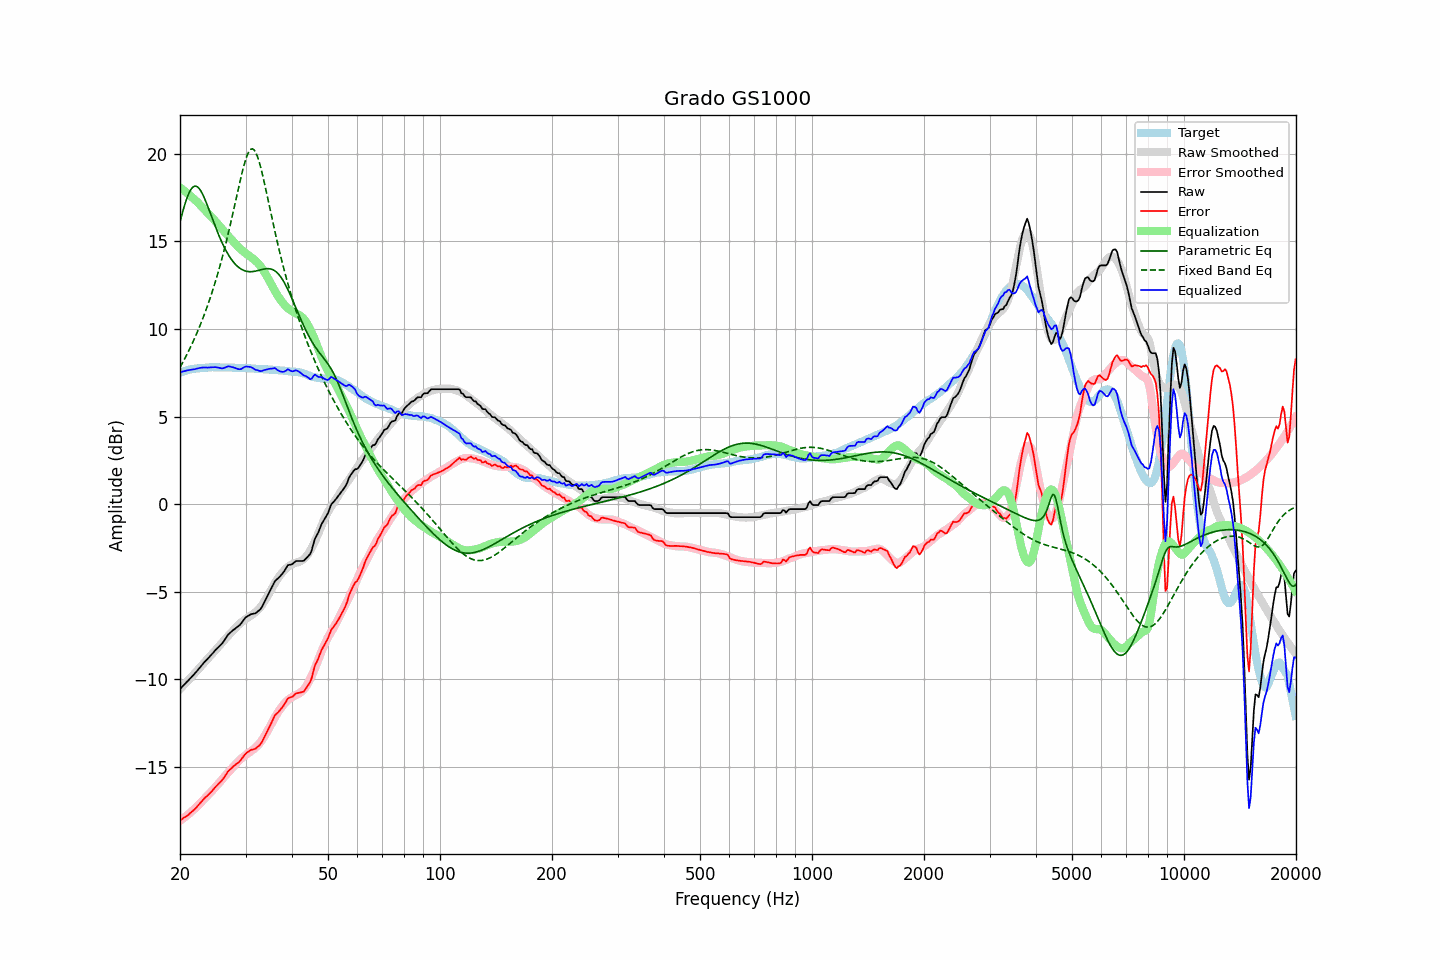 Grado GS1000
Amplitude (dBr)
20
15
10
5
0
−5
−10
−15
Target
Raw Smoothed
Error Smoothed
Raw
Error
Equalization
Parametric Eq
Fixed Band Eq
Equalized
20 50 100 200 500 1000 2000 5000 10000 20000
Frequency (Hz)